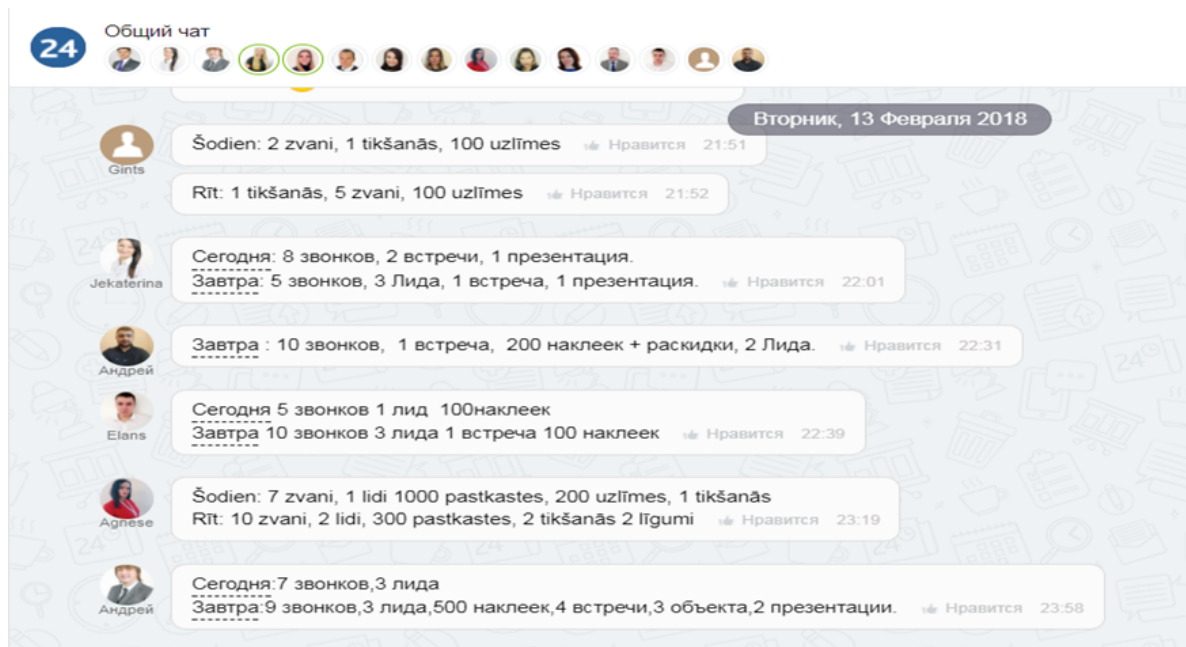 24
Общий чат
Вторник, 13 Февраля 2018
Šodien: 2 zvani, 1 tikšanās, 100 uzlīmes Нравится 21:51
Gints
Rīt: 1 tikšanās, 5 zvani, 100 uzlīmes Нравится 21:52
Сегодня: 8 звонков, 2 встречи, 1 презентация.
Завтра: 5 звонков, 3 Лида, 1 встреча, 1 презентация. Нравится 22:01
Jekaterina
Завтра : 10 звонков, 1 встреча, 200 наклеек + раскидки, 2 Лида. Нравится 22:31
Андрей
Сегодня 5 звонков 1 лид 100наклеек
Завтра 10 звонков 3 лида 1 встреча 100 наклеек Нравится 22:39
Elans
Šodien: 7 zvani, 1 lidi 1000 pastkastes, 200 uzlīmes, 1 tikšanās
Rīt: 10 zvani, 2 lidi, 300 pastkastes, 2 tikšanās 2 līgumi Нравится 23:19
Agnese
Сегодня:7 звонков,3 лида
Завтра:9 звонков,3 лида,500 наклеек,4 встречи,3 объекта,2 презентации. Нравится 23:58
Андрей